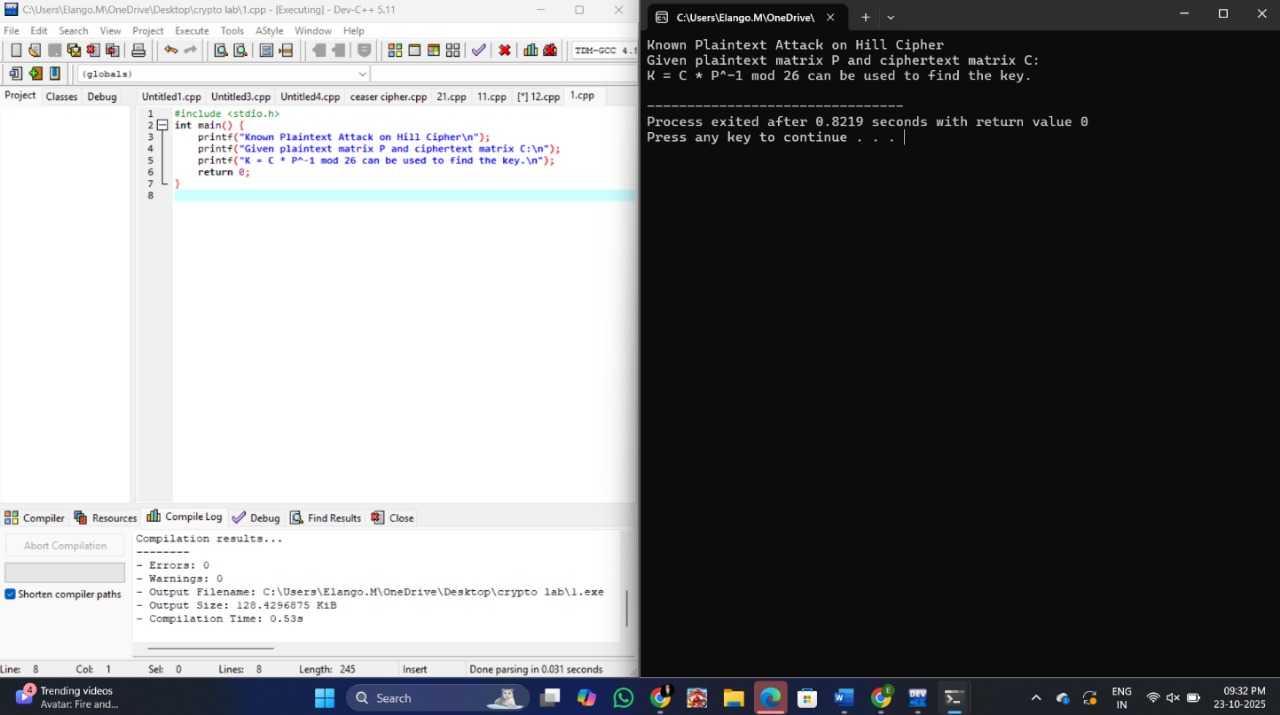 C:\Users\Elango.M\OneDrive\Desktop\crypto lab\1.cpp - [Executing] - Dev-C++ 5.11
File Edit Search View Project Execute Tools AStyle Window Help
TDM-GCC 4.9
(globals)
Project Classes Debug
Untitled1.cpp Untitled3.cpp Untitled4.cpp ceaser cipher.cpp 21.cpp 11.cpp [*] 12.cpp 1.cpp
1 #include <stdio.h>
2 int main() {
3 printf("Known Plaintext Attack on Hill Cipher\n");
4 printf("Given plaintext matrix P and ciphertext matrix C:\n");
5 printf("K = C * P^-1 mod 26 can be used to find the key.\n");
6 return 0;
7 }
8
Compiler Resources Compile Log Debug Find Results Close
Abort Compilation
Shorten compiler paths
Compilation results...
--------
- Errors: 0
- Warnings: 0
- Output Filename: C:\Users\Elango.M\OneDrive\Desktop\crypto lab\1.exe
- Output Size: 128.4296875 KiB
- Compilation Time: 0.53s
Line: 8 Col: 1 Sel: 0 Lines: 8 Length: 245 Insert Done parsing in 0.031 seconds
C:\Users\Elango.M\OneDrive\
Known Plaintext Attack on Hill Cipher
Given plaintext matrix P and ciphertext matrix C:
K = C * P^-1 mod 26 can be used to find the key.
--------------------------------
Process exited after 0.8219 seconds with return value 0
Press any key to continue . . .
4
Trending videos
Avatar: Fire and...
Search
DEV
ENG
IN
09:32 PM
23-10-2025